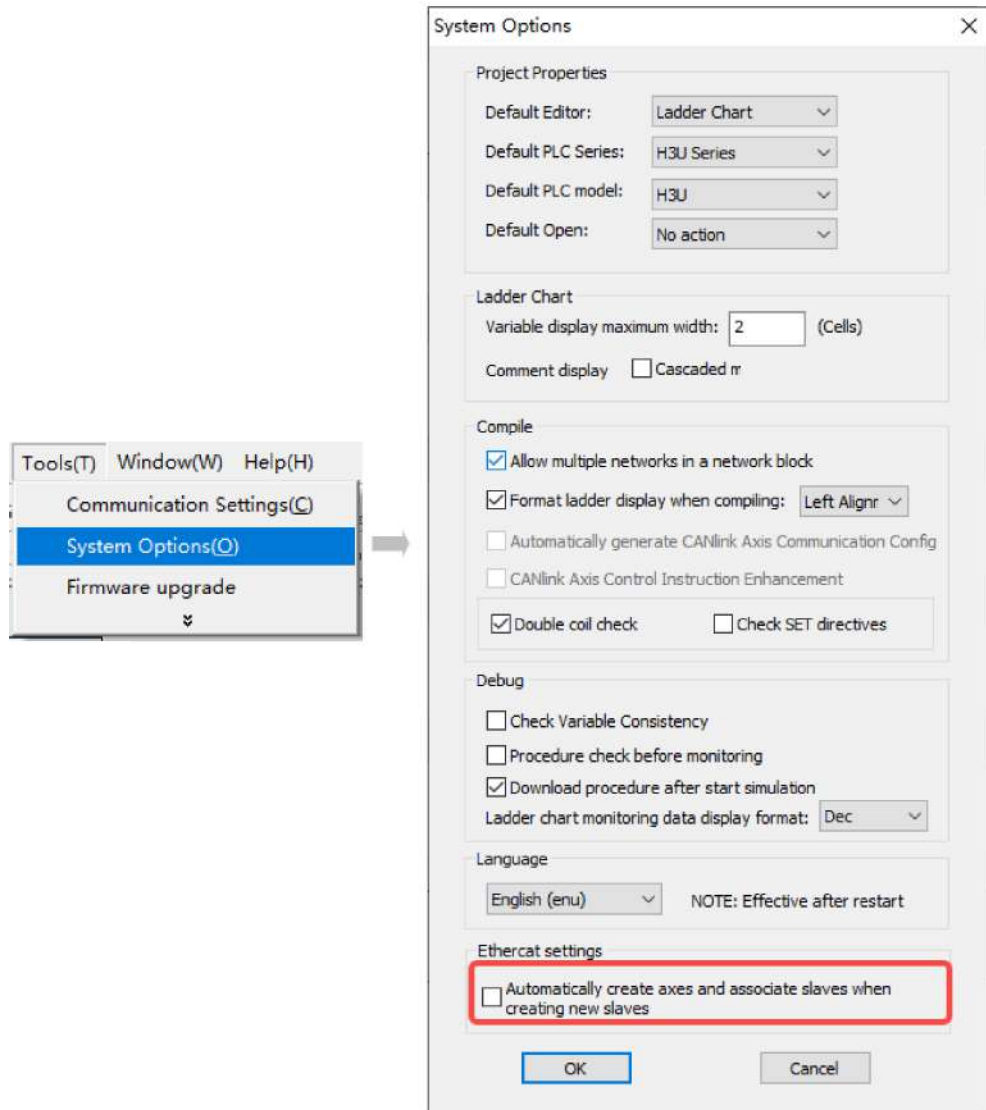 System Options
Project Properties
Default Editor: Ladder Chart
Default PLC Series: H3U Series
Default PLC model: H3U
Default Open: No action
Ladder Chart
Variable display maximum width: 2 (Cells)
Comment display Cascaded m
Compile
Allow multiple networks in a network block
Format ladder display when compiling: Left Alignr
Automatically generate CANlink Axis Communication Config
CANlink Axis Control Instruction Enhancement
Double coil check Check SET directives
Debug
Check Variable Consistency
Procedure check before monitoring
Download procedure after start simulation
Ladder chart monitoring data display format: Dec
Language
English (enu) NOTE: Effective after restart
Ethercat settings
Automatically create axes and associate slaves when
creating new slaves
OK Cancel
Tools(T) Window(W) Help(H)
Communication Settings(C)
System Options(O)
Firmware upgrade